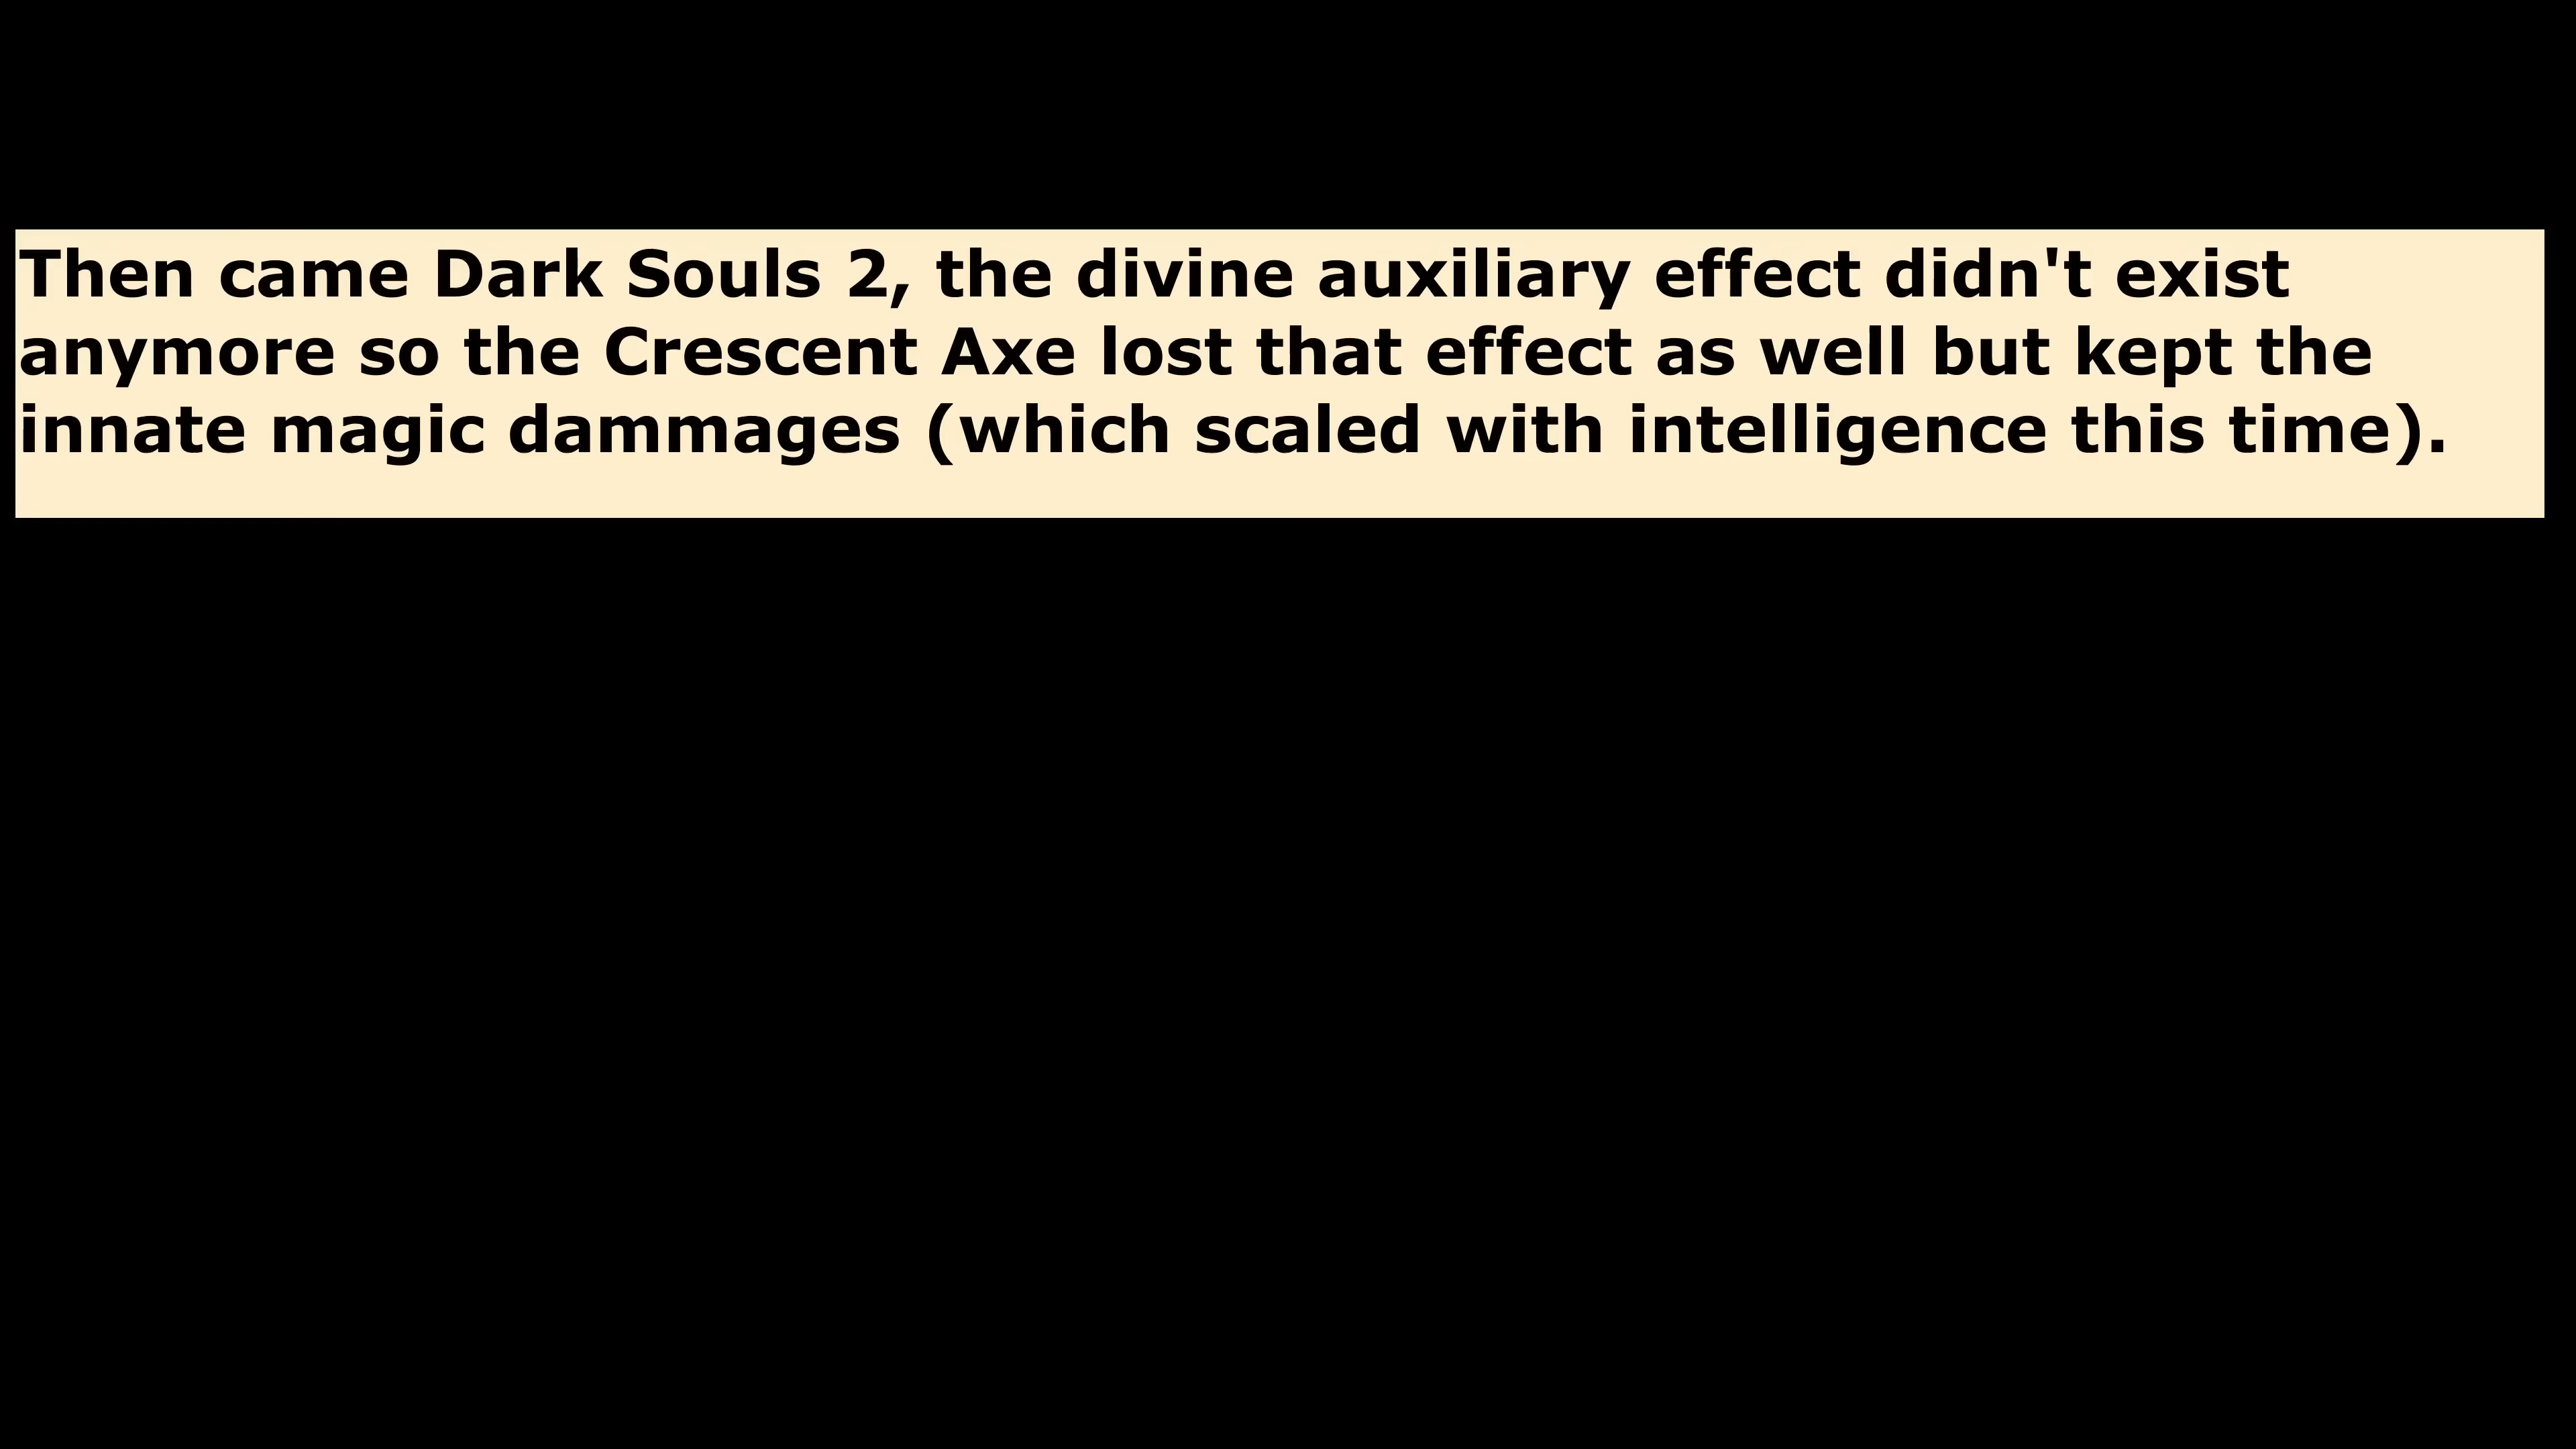 Then came Dark Souls 2, the divine auxiliary effect didn't exist
anymore so the Crescent Axe lost that effect as well but kept the
innate magic dammages (which scaled with intelligence this time).